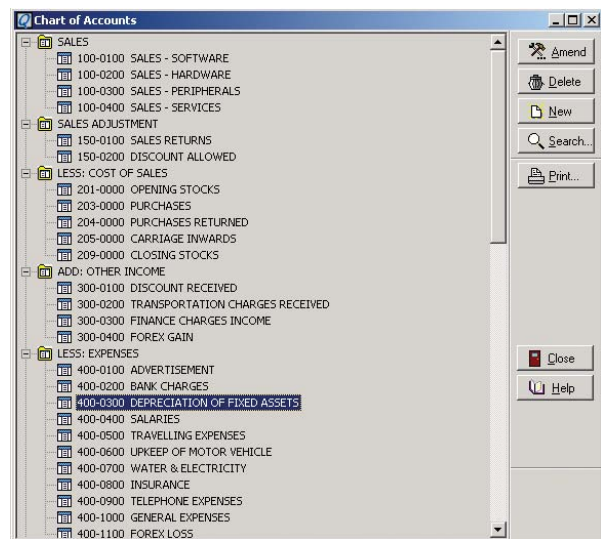 Chart of Accounts
SALES
100-0100 SALES - SOFTWARE
100-0200 SALES - HARDWARE
100-0300 SALES - PERIPHERALS
100-0400 SALES - SERVICES
SALES ADJUSTMENT
150-0100 SALES RETURNS
150-0200 DISCOUNT ALLOWED
LESS: COST OF SALES
201-0000 OPENING STOCKS
203-0000 PURCHASES
204-0000 PURCHASES RETURNED
205-0000 CARRIAGE INWARDS
209-0000 CLOSING STOCKS
ADD: OTHER INCOME
300-0100 DISCOUNT RECEIVED
300-0200 TRANSPORTATION CHARGES RECEIVED
300-0300 FINANCE CHARGES INCOME
300-0400 FOREX GAIN
LESS: EXPENSES
400-0100 ADVERTISEMENT
400-0200 BANK CHARGES
400-0300 DEPRECIATION OF FIXED ASSETS
400-0400 SALARIES
400-0500 TRAVELLING EXPENSES
400-0600 UPKEEP OF MOTOR VEHICLE
400-0700 WATER & ELECTRICITY
400-0800 INSURANCE
400-0900 TELEPHONE EXPENSES
400-1000 GENERAL EXPENSES
400-1100 FOREX LOSS
Amend
Delete
New
Search...
Print...
Close
Help